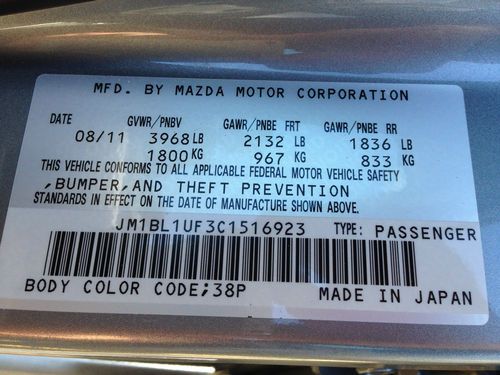 MFD. BY MAZDA MOTOR CORPORATION
DATE GVWR/PNBV GAWR/PNBE FRT GAWR/PNBE RR
08/11 3968 LB 2132 LB 1836 LB
1800 KG 967 KG 833 KG
THIS VEHICLE CONFORMS TO ALL APPLICABLE FEDERAL MOTOR VEHICLE SAFETY
,BUMPER,AND THEFT PREVENTION
STANDARDS IN EFFECT ON THE DATE OF MANUFACTURE SHOWN ABOVE.
JM1BL1UF3C1516923 TYPE: PASSENGER
BODY COLOR CODE;38P MADE IN JAPAN